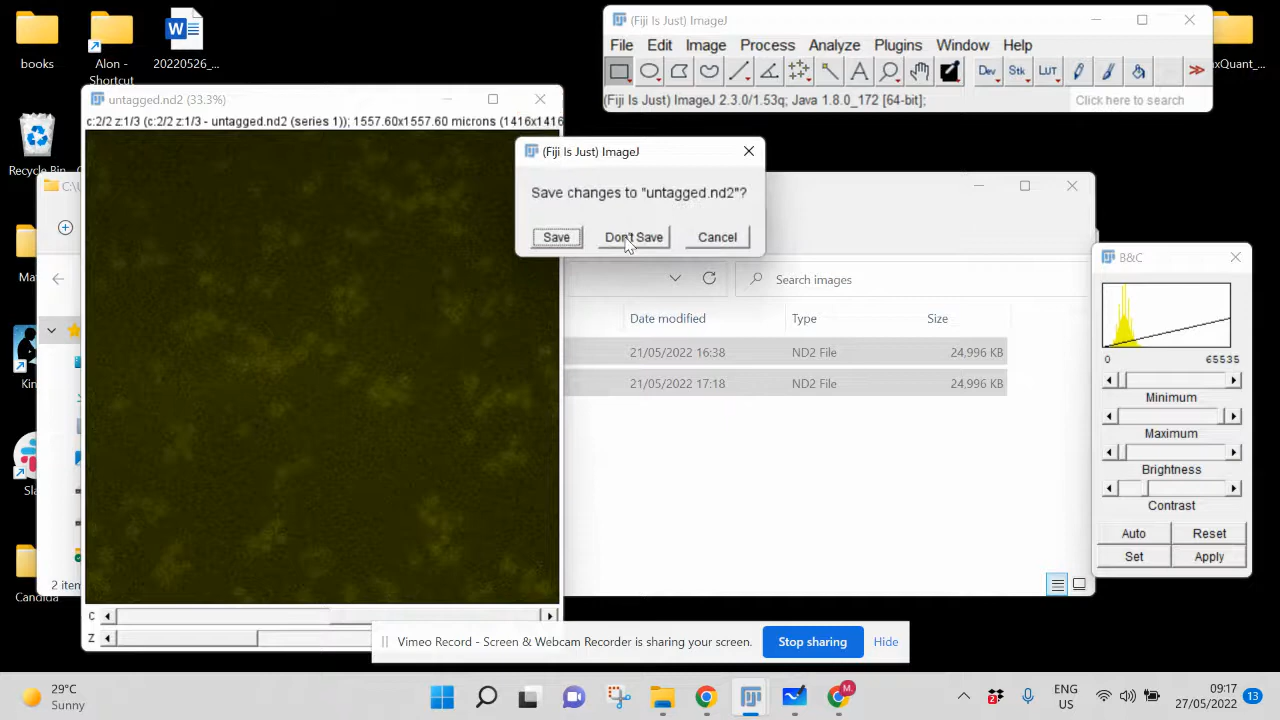 books
Alon -
Shortcut
20220526_...
Recycle Bin
(Fiji Is Just) ImageJ
File Edit Image Process Analyze Plugins Window Help
Dev Stk LUT
(Fiji Is Just) ImageJ 2.3.0/1.53q; Java 1.8.0_172 [64-bit];
Click here to search
untagged.nd2 (33.3%)
c:2/2 z:1/3 (c:2/2 z:1/3 - untagged.nd2 (series 1)); 1557.60x1557.60 microns (1416x1416
(Fiji Is Just) ImageJ
Save changes to "untagged.nd2"?
Save Don't Save Cancel
Search images
Date modified Type Size
21/05/2022 16:38 ND2 File 24,996 KB
21/05/2022 17:18 ND2 File 24,996 KB
B&C
0 65535
Minimum
Maximum
Brightness
Contrast
Auto Reset
Set Apply
2 item
C
Z
Vimeo Record - Screen & Webcam Recorder is sharing your screen.
Stop sharing
Hide
29°C
Sunny
ENG
US
09:17
27/05/2022
13